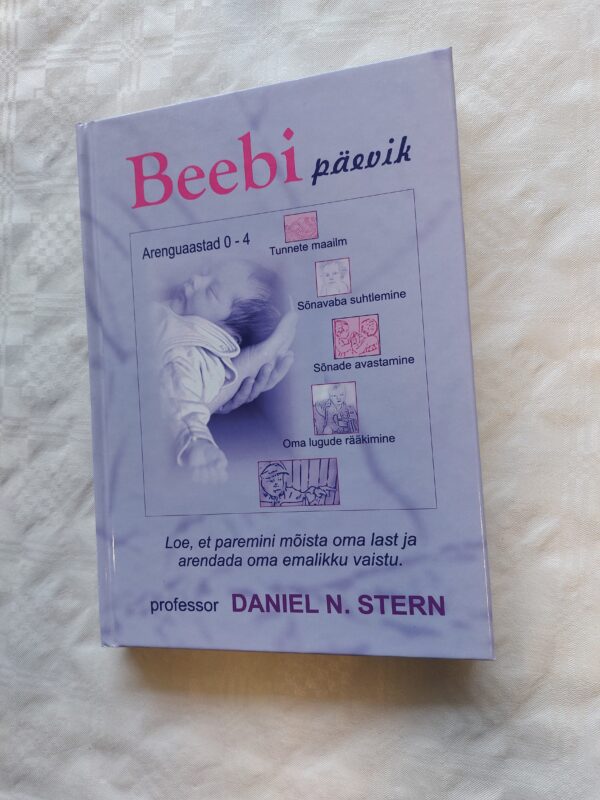 Beebi päevik
Arenguaastad 0 - 4
Tunnete maailm
Sõnavaba suhtlemine
Sõnade avastamine
Oma lugude rääkimine
Loe, et paremini mõista oma last ja
arendada oma emalikku vaistu.
professor DANIEL N. STERN